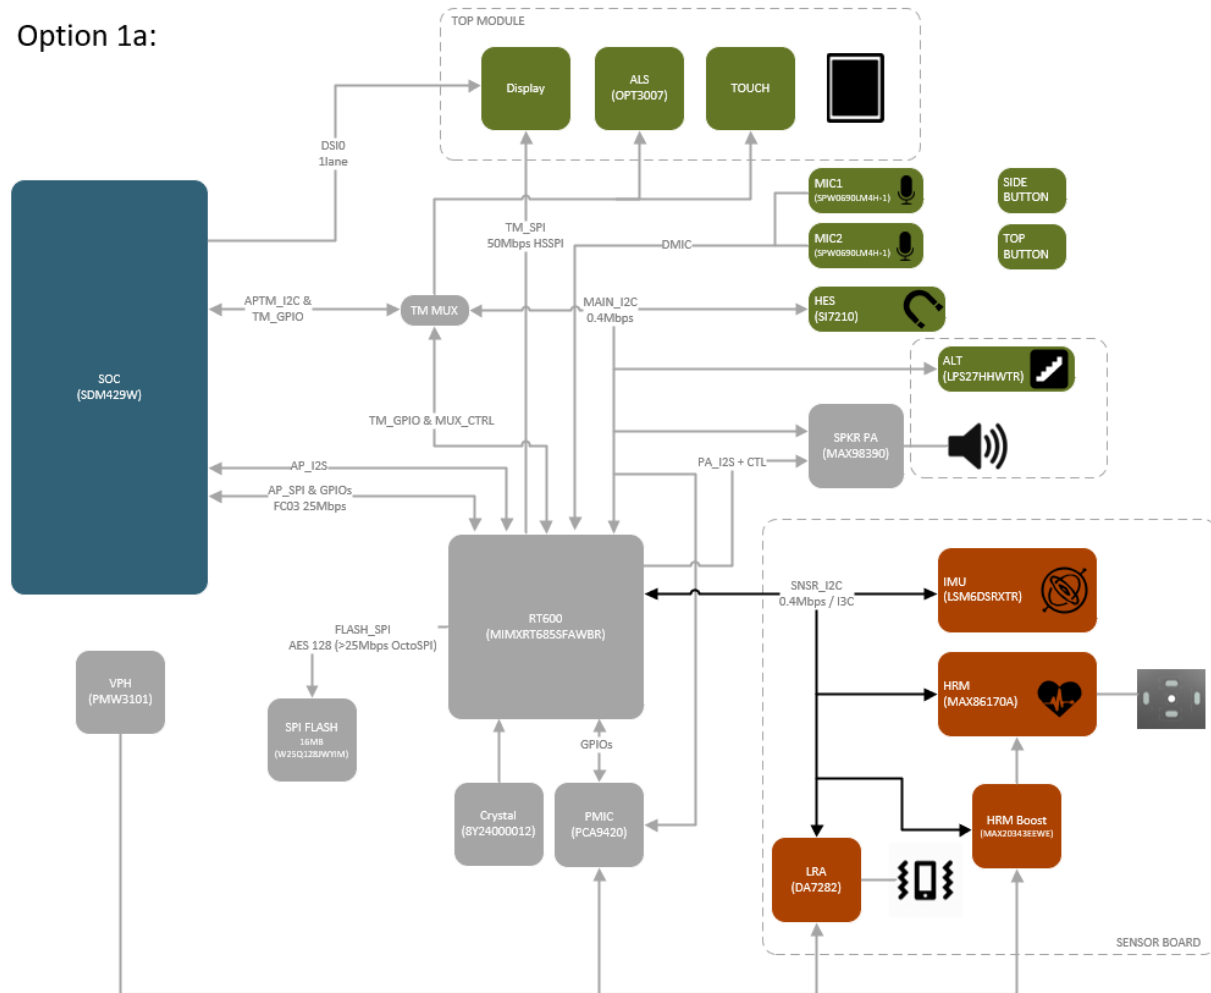 Option 1a:
TOP MODULE
Display
ALS
(OPT3007)
TOUCH
DSI0
1lane
MIC1
(SPW0690LM4H-1)
SIDE
BUTTON
TM_SPI
50Mbps HSSPI
DMIC
MIC2
(SPW0690LM4H-1)
TOP
BUTTON
APTM_I2C &
TM_GPIO
TM MUX
MAIN_I2C
0.4Mbps
HES
(SI7210)
SOC
(SDM429W)
ALT
(LPS27HHWTR)
TM_GPIO & MUX_CTRL
SPKR PA
(MAX98390)
AP_I2S
PA_I2S + CTL
AP_SPI & GPIOs
FC03 25Mbps
SNSR_I2C
0.4Mbps / I3C
IMU
(LSM6DSRXTR)
RT600
(MIMXRT685SFAWBR)
FLASH_SPI
AES 128 (>25Mbps OctoSPI)
VPH
(PMW3101)
HRM
(MAX86170A)
SPI FLASH
16MB
(W25Q128JWYIM)
GPIOs
Crystal
(8Y24000012)
PMIC
(PCA9420)
HRM Boost
(MAX20343EEWE)
LRA
(DA7282)
SENSOR BOARD